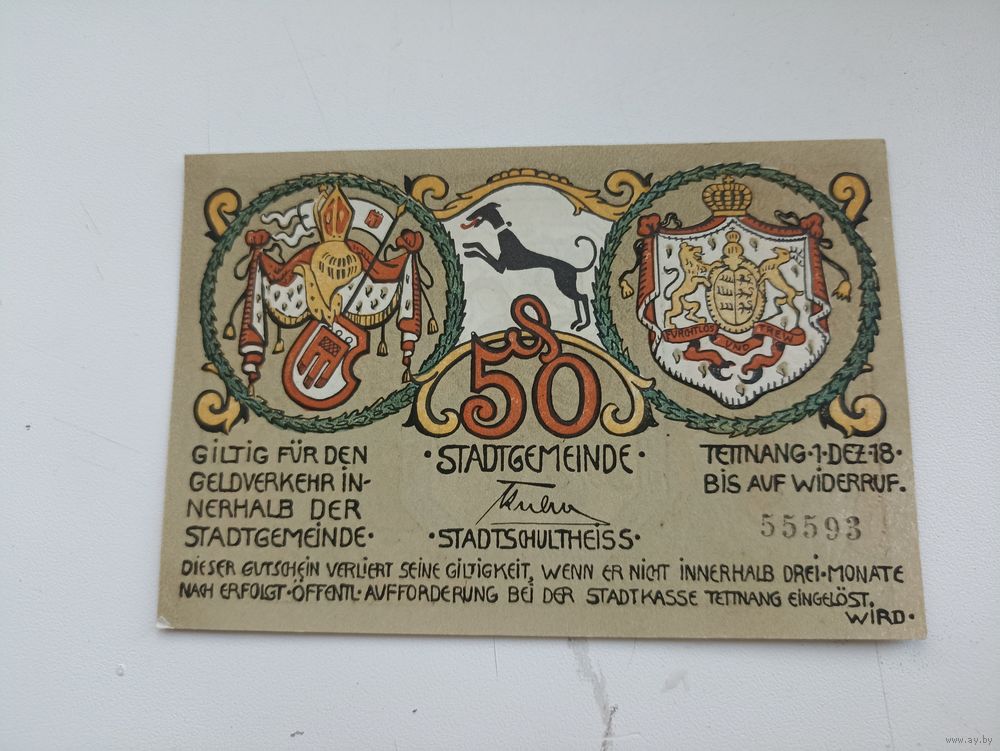 FURCHTLOS UND TREW
50
GILTIG FÜR DEN
GELDVERKEHR IN-
NERHALB DER
STADTGEMEINDE·
·STADTGEMEINDE·
·STADTSCHULTHEISS·
TETTNANG·1·DEZ·18·
BIS AUF WIDERRUF.
55593
DIESER GUTSCHEIN VERLIERT SEINE GILTIGKEIT, WENN ER NICHT INNERHALB DREI·MONATE
NACH ERFOLGT·ÖFFENTL·AUFFORDERUNG BEI DER STADTKASSE TETTNANG EINGELÖST.
WIRD·
www.ay.by